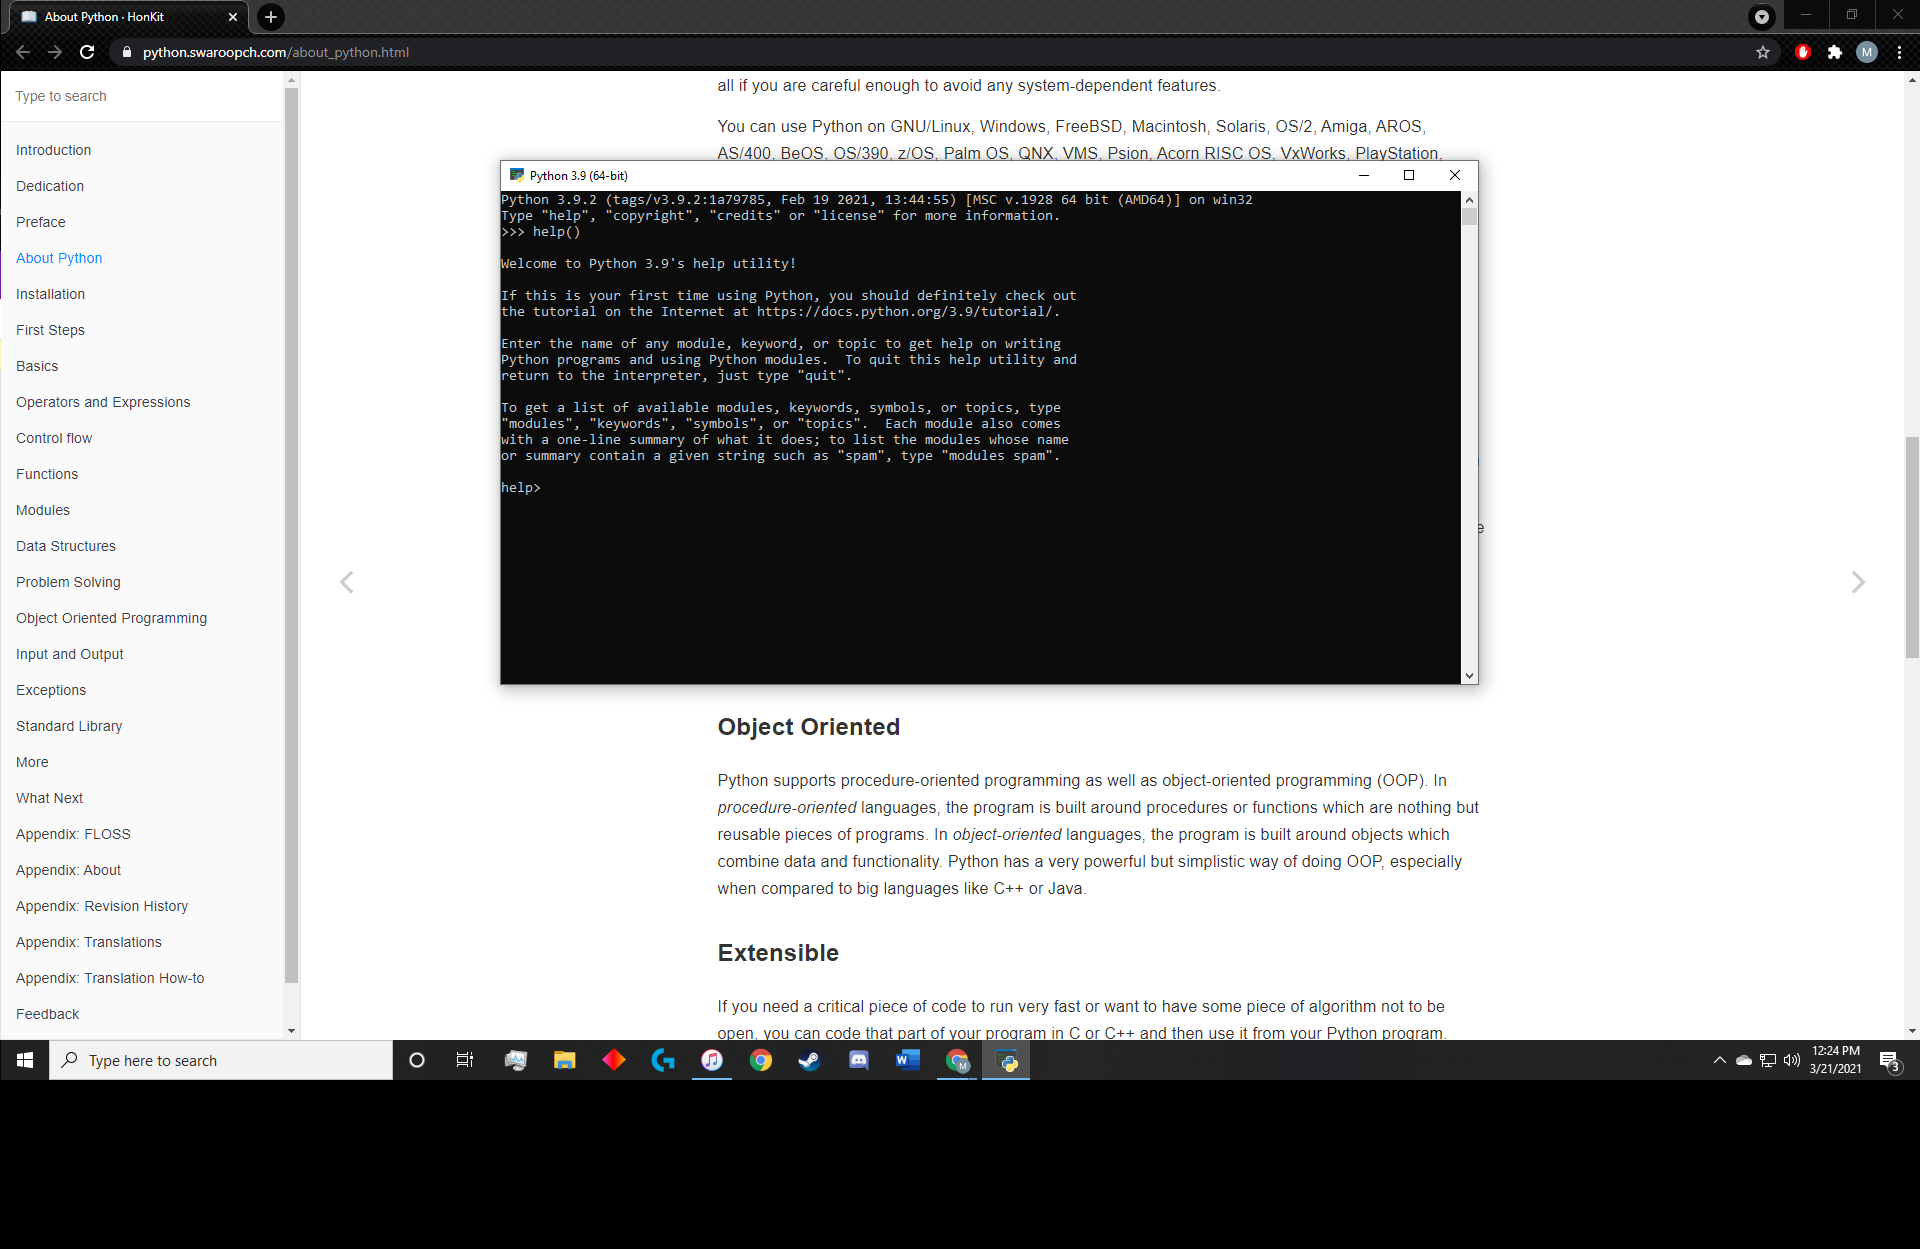 About Python · HonKit
python.swaroopch.com/about_python.html
M
Type to search
Introduction
Dedication
Preface
About Python
Installation
First Steps
Basics
Operators and Expressions
Control flow
Functions
Modules
Data Structures
Problem Solving
Object Oriented Programming
Input and Output
Exceptions
Standard Library
More
What Next
Appendix: FLOSS
Appendix: About
Appendix: Revision History
Appendix: Translations
Appendix: Translation How-to
Feedback
all if you are careful enough to avoid any system-dependent features.
You can use Python on GNU/Linux, Windows, FreeBSD, Macintosh, Solaris, OS/2, Amiga, AROS,
AS/400, BeOS, OS/390, z/OS, Palm OS, QNX, VMS, Psion, Acorn RISC OS, VxWorks, PlayStation,
Python 3.9 (64-bit)
Python 3.9.2 (tags/v3.9.2:1a79785, Feb 19 2021, 13:44:55) [MSC v.1928 64 bit (AMD64)] on win32
Type "help", "copyright", "credits" or "license" for more information.
>>> help()
Welcome to Python 3.9's help utility!
If this is your first time using Python, you should definitely check out
the tutorial on the Internet at https://docs.python.org/3.9/tutorial/.
Enter the name of any module, keyword, or topic to get help on writing
Python programs and using Python modules.  To quit this help utility and
return to the interpreter, just type "quit".
To get a list of available modules, keywords, symbols, or topics, type
"modules", "keywords", "symbols", or "topics".  Each module also comes
with a one-line summary of what it does; to list the modules whose name
or summary contain a given string such as "spam", type "modules spam".
help>
e
Object Oriented
Python supports procedure-oriented programming as well as object-oriented programming (OOP). In
procedure-oriented languages, the program is built around procedures or functions which are nothing but
reusable pieces of programs. In object-oriented languages, the program is built around objects which
combine data and functionality. Python has a very powerful but simplistic way of doing OOP, especially
when compared to big languages like C++ or Java.
Extensible
If you need a critical piece of code to run very fast or want to have some piece of algorithm not to be
open, you can code that part of your program in C or C++ and then use it from your Python program.
Type here to search
W
M
12:24 PM
3/21/2021
3